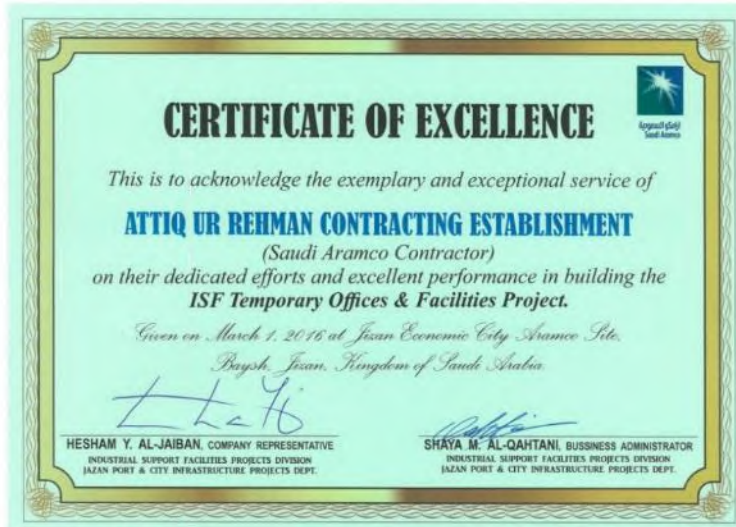 CERTIFICATE OF EXCELLENCE
أرامكو السعودية
Saudi Aramco
This is to acknowledge the exemplary and exceptional service of
ATTIQ UR REHMAN CONTRACTING ESTABLISHMENT
(Saudi Aramco Contractor)
on their dedicated efforts and excellent performance in building the
ISF Temporary Offices & Facilities Project.
Given on March 1, 2016 at Jizan Economic City Aramco Site,
Baysh, Jizan, Kingdom of Saudi Arabia.
HESHAM Y. AL-JAIBAN, COMPANY REPRESENTATIVE
INDUSTRIAL SUPPORT FACILITIES PROJECTS DIVISION
JAZAN PORT & CITY INFRASTRUCTURE PROJECTS DEPT.
SHAYA M. AL-QAHTANI, BUSSINESS ADMINISTRATOR
INDUSTRIAL SUPPORT FACILITIES PROJECTS DIVISION
JAZAN PORT & CITY INFRASTRUCTURE PROJECTS DEPT.